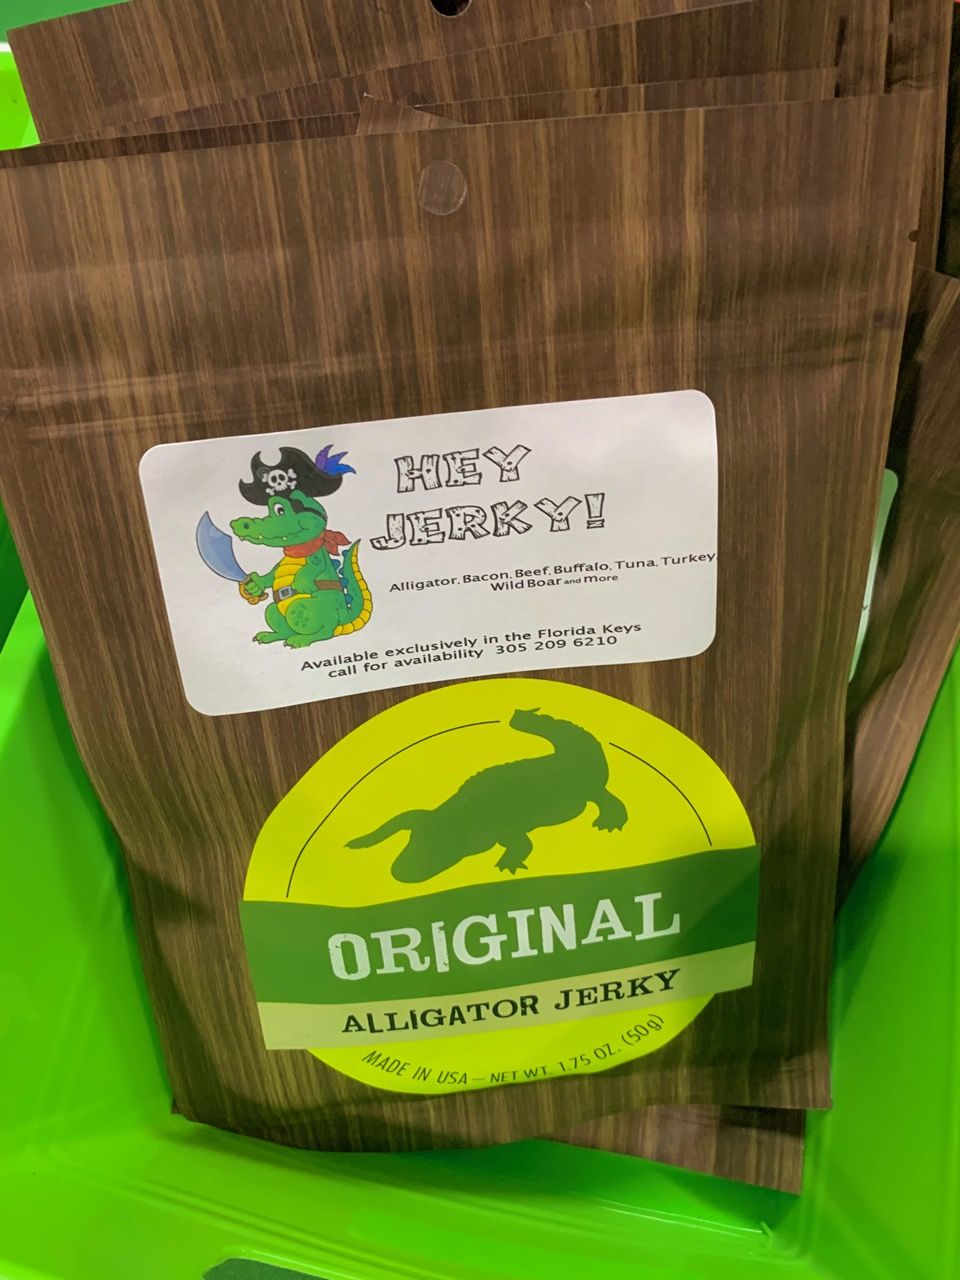 HEY
JERKY!
Alligator, Bacon, Beef, Buffalo, Tuna, Turkey,
Wild Boar and more
Available exclusively in the Florida Keys
call for availability 305 209 6210
ORIGINAL
ALLIGATOR JERKY
MADE IN USA — NET WT. 1.75 OZ. (50g)